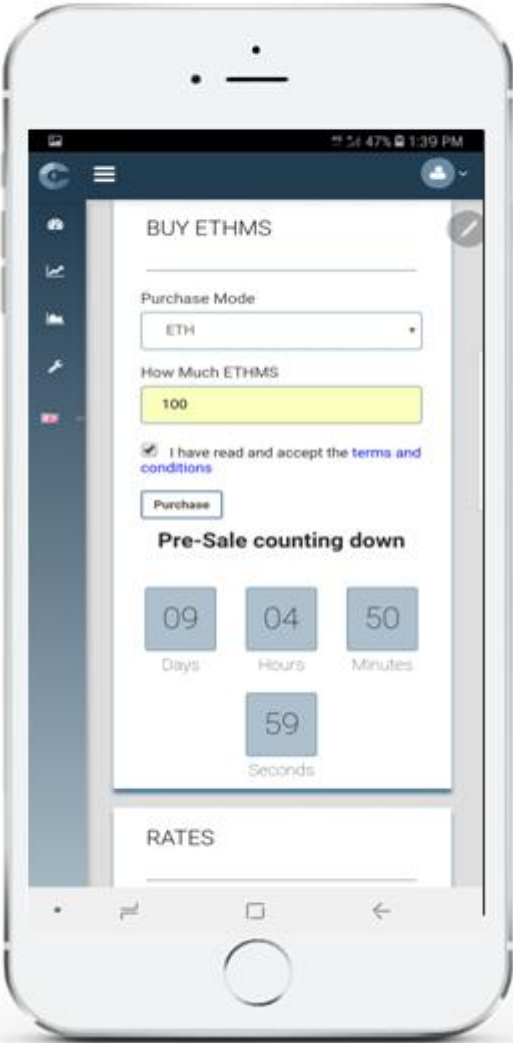 47% 1:39 PM
BUY ETHMS
Purchase Mode
ETH
How Much ETHMS
100
I have read and accept the terms and
conditions
Purchase
Pre-Sale counting down
09 04 50
Days Hours Minutes
59
Seconds
RATES